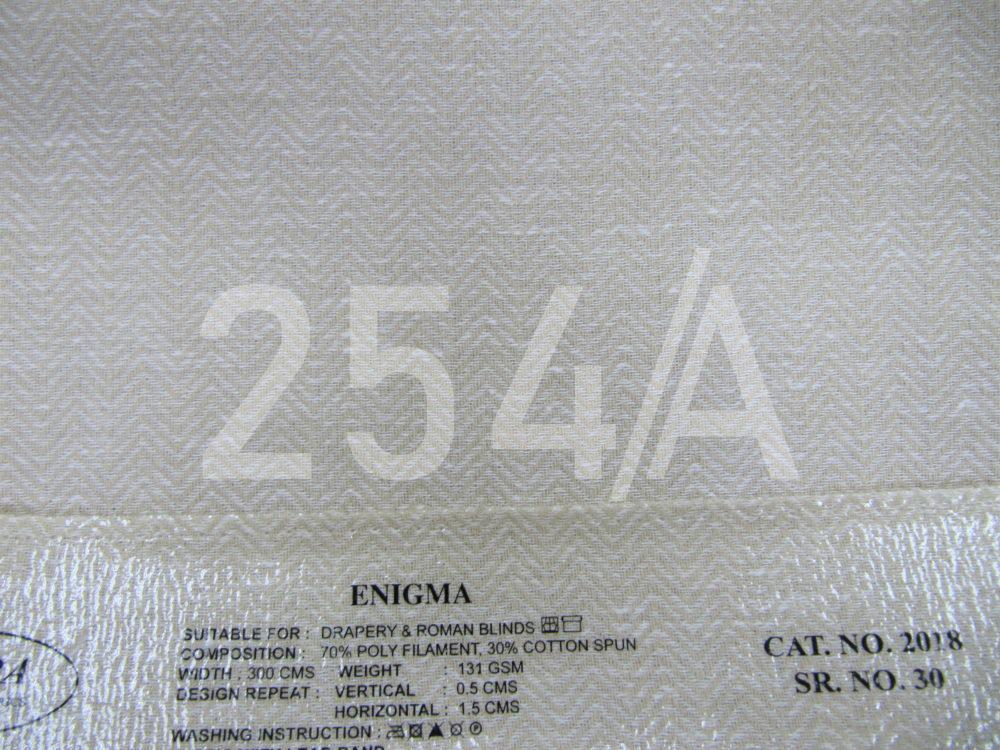 254/A
ENIGMA
SUITABLE FOR : DRAPERY & ROMAN BLINDS
COMPOSITION : 70% POLY FILAMENT, 30% COTTON SPUN
WIDTH : 300 CMS WEIGHT : 131 GSM
DESIGN REPEAT : VERTICAL : 0.5 CMS
HORIZONTAL : 1.5 CMS
WASHING INSTRUCTION :
CAT. NO. 2018
SR. NO. 30